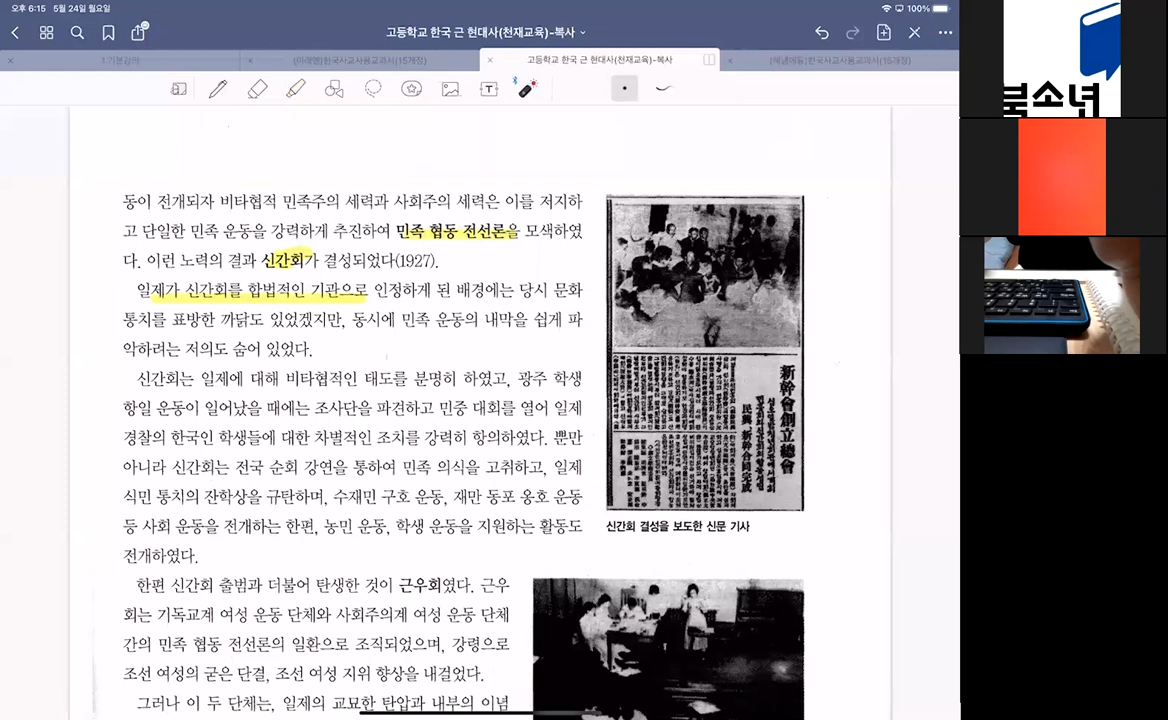 오후 6:15 5월 24일 월요일
100%
고등학교 한국 근 현대사(천재교육)-복사
1.기본강의
(미래엔)한국사교사용교과서(15개정)
고등학교 한국 근 현대사(천재교육)-복사
(해냄에듀)한국사교사용교과서(15개정)
동이 전개되자 비타협적 민족주의 세력과 사회주의 세력은 이를 저지하
고 단일한 민족 운동을 강력하게 추진하여 민족 협동 전선론을 모색하였
다. 이런 노력의 결과 신간회가 결성되었다(1927).
일제가 신간회를 합법적인 기관으로 인정하게 된 배경에는 당시 문화
통치를 표방한 까닭도 있었겠지만, 동시에 민족 운동의 내막을 쉽게 파
악하려는 저의도 숨어 있었다.
신간회는 일제에 대해 비타협적인 태도를 분명히 하였고, 광주 학생
항일 운동이 일어났을 때에는 조사단을 파견하고 민중 대회를 열어 일제
경찰의 한국인 학생들에 대한 차별적인 조치를 강력히 항의하였다. 뿐만
아니라 신간회는 전국 순회 강연을 통하여 민족 의식을 고취하고, 일제
식민 통치의 잔학상을 규탄하며, 수재민 구호 운동, 재만 동포 옹호 운동
등 사회 운동을 전개하는 한편, 농민 운동, 학생 운동을 지원하는 활동도
전개하였다.
한편 신간회 출범과 더불어 탄생한 것이 근우회였다. 근우
회는 기독교계 여성 운동 단체와 사회주의계 여성 운동 단체
간의 민족 협동 전선론의 일환으로 조직되었으며, 강령으로
조선 여성의 굳은 단결, 조선 여성 지위 향상을 내걸었다.
그러나 이 두 단체는, 일제의 교묘한 탄압과 내부의 이념
新幹會創立總會
신간회 결성을 보도한 신문 기사
북소년